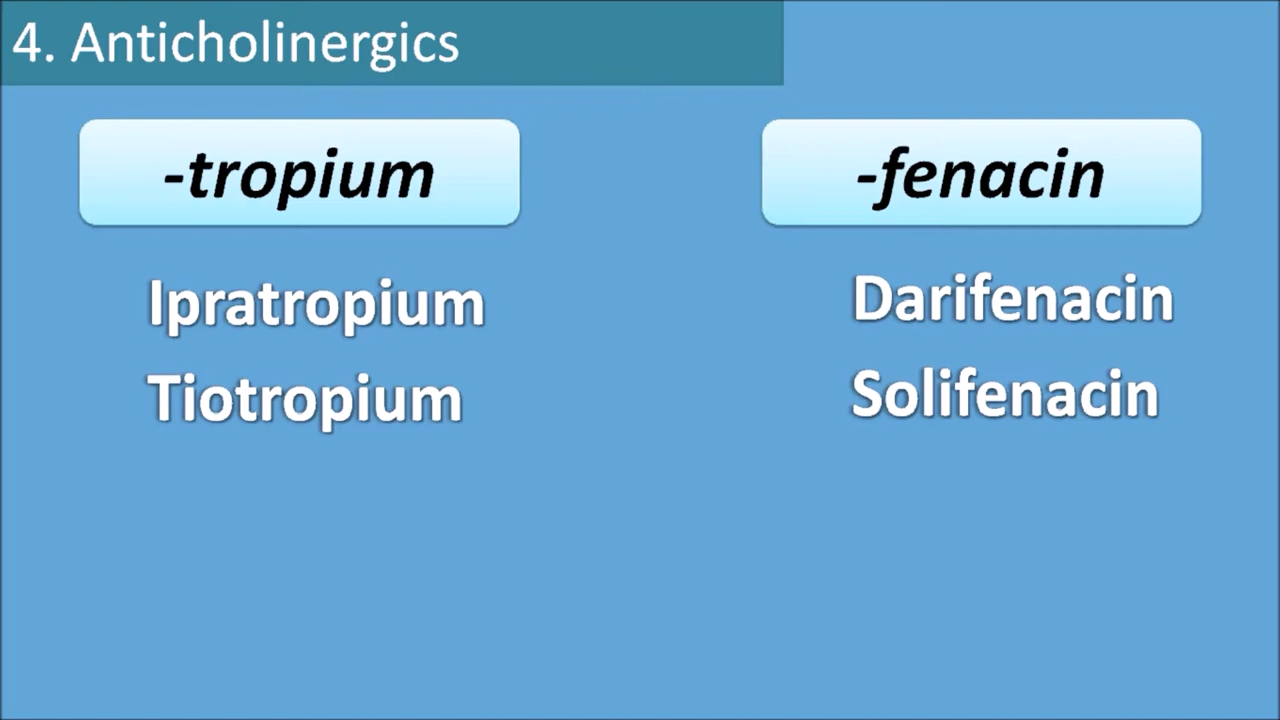 4. Anticholinergics
-tropium
Ipratropium
Tiotropium
-fenacin
Darifenacin
Solifenacin